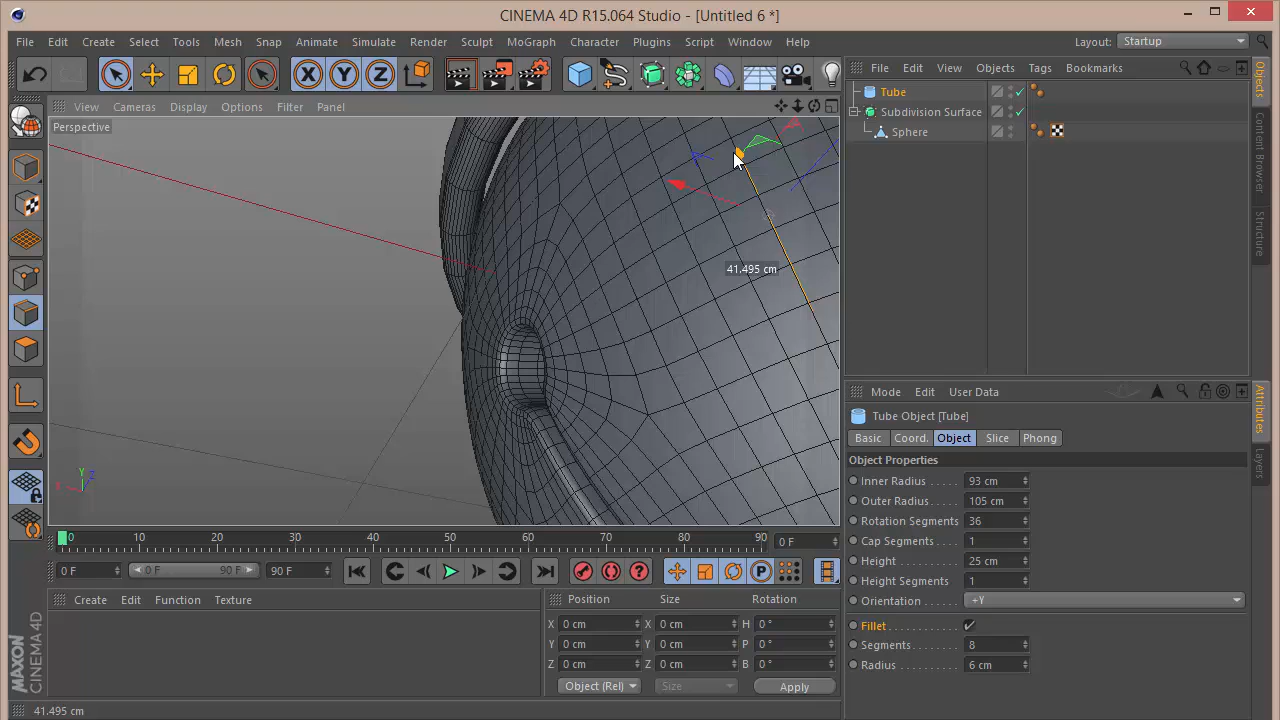 CINEMA 4D R15.064 Studio - [Untitled 6 *]
File Edit Create Select Tools Mesh Snap Animate Simulate Render Sculpt MoGraph Character Plugins Script Window Help Layout: Startup
X Y Z
File Edit View Objects Tags Bookmarks
Objects
Content Browser
Structure
Tube
Subdivision Surface
Sphere
View Cameras Display Options Filter Panel
Perspective
41.495 cm
Y
Z
X
Mode Edit User Data
Attributes
Layers
Tube Object [Tube]
Basic Coord. Object Slice Phong
Object Properties
Inner Radius . . . . . 93 cm
Outer Radius . . . . . 105 cm
Rotation Segments 36
Cap Segments . . . . 1
Height . . . . . . . . . . 25 cm
Height Segments . . 1
Orientation . . . . . . . +Y
Fillet . . . . . . . . . . .
Segments . . . . . . . . 8
Radius . . . . . . . . . . 6 cm
0 10 20 30 40 50 60 70 80 90 0 F
0 F 0 F 90 F 90 F P
Create Edit Function Texture
Position Size Rotation
X 0 cm X 0 cm H 0 °
Y 0 cm Y 0 cm P 0 °
Z 0 cm Z 0 cm B 0 °
Object (Rel) Size Apply
MAXON
CINEMA 4D
41.495 cm